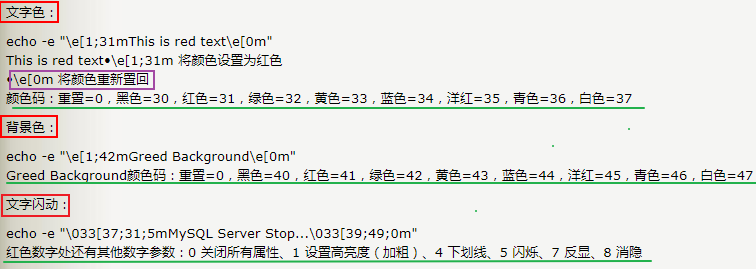 文字色：
echo -e "\e[1;31mThis is red text\e[0m"
This is red text•\e[1;31m 将颜色设置为红色
•\e[0m 将颜色重新置回
颜色码：重置=0，黑色=30，红色=31，绿色=32，黄色=33，蓝色=34，洋红=35，青色=36，白色=37
背景色：
echo -e "\e[1;42mGreed Background\e[0m"
Greed Background颜色码：重置=0，黑色=40，红色=41，绿色=42，黄色=43，蓝色=44，洋红=45，青色=46，白色=47
文字闪动：
echo -e "\033[37;31;5mMySQL Server Stop...\033[39;49;0m"
红色数字处还有其他数字参数：0 关闭所有属性、1 设置高亮度（加粗）、4 下划线、5 闪烁、7 反显、8 消隐